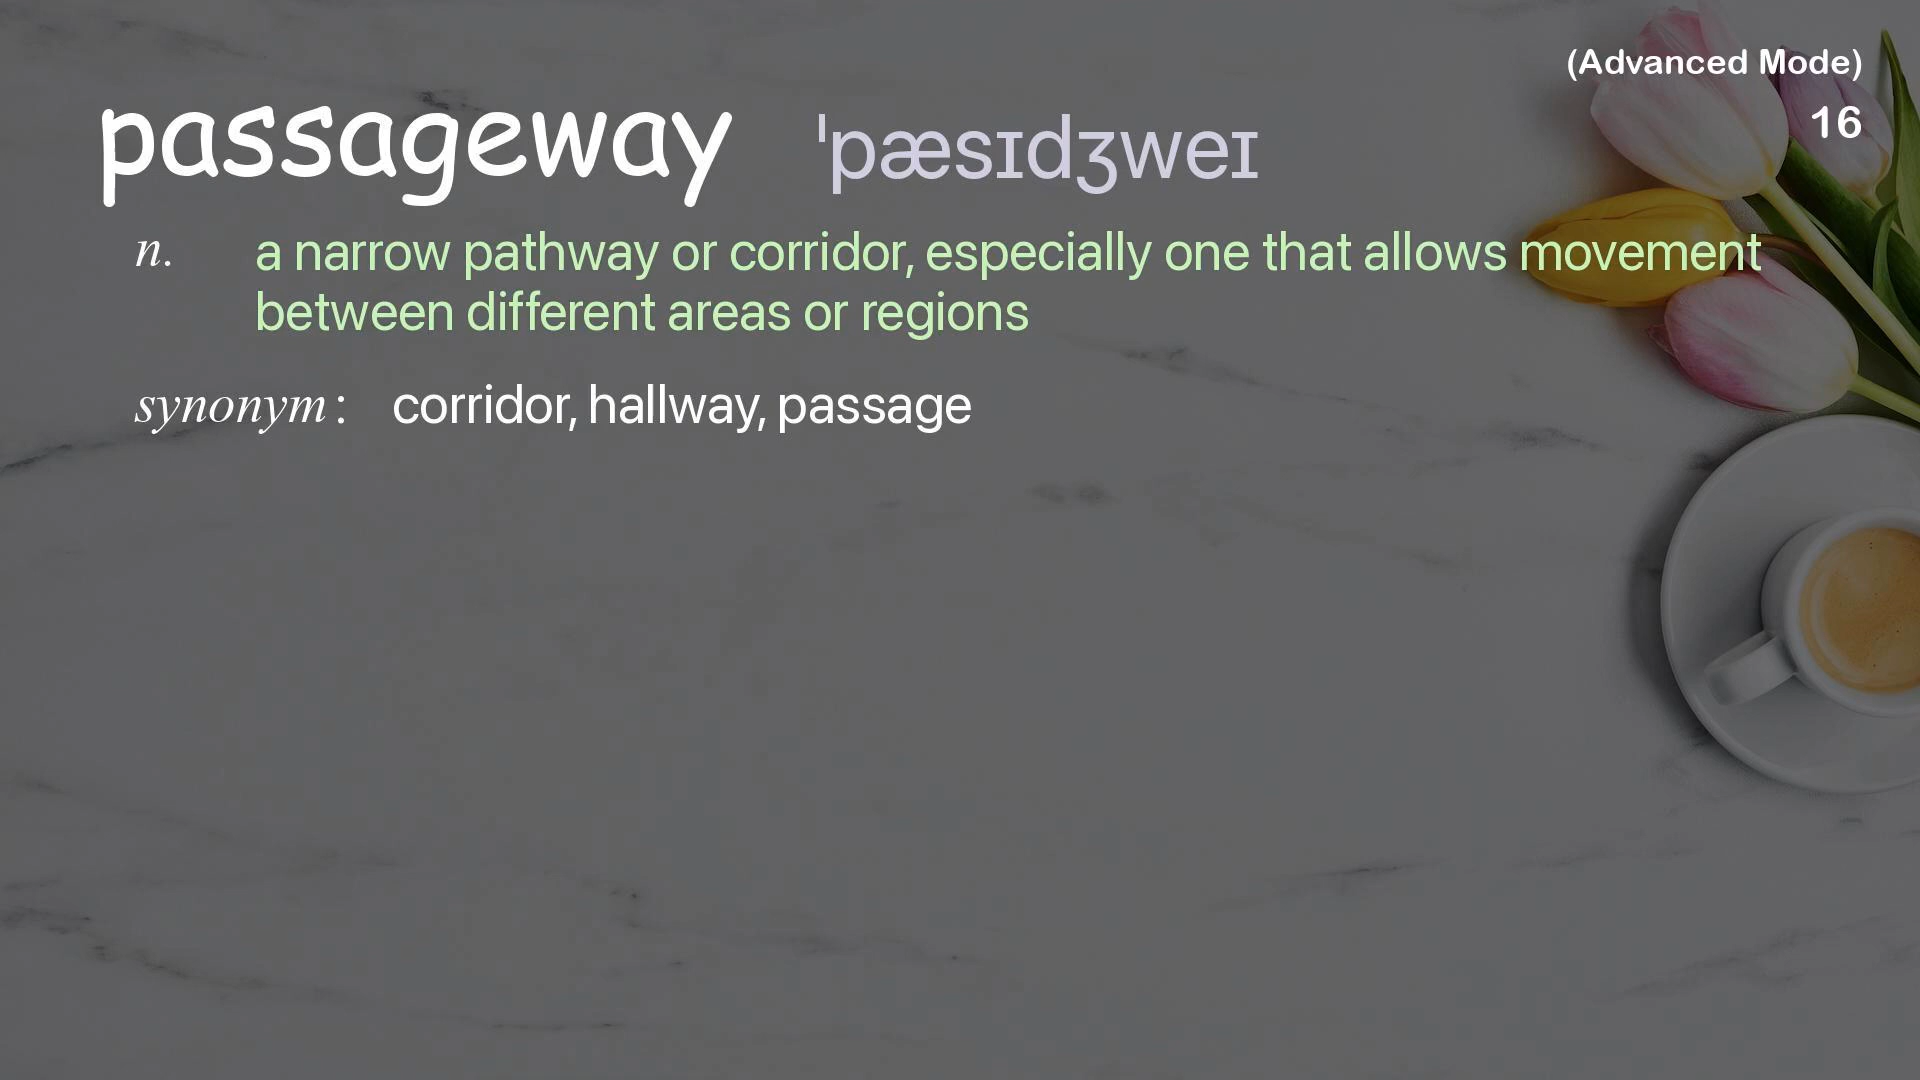 (Advanced Mode)
16
passageway ˈpæsɪdʒweɪ
n. a narrow pathway or corridor, especially one that allows movement
between different areas or regions
synonym: corridor, hallway, passage